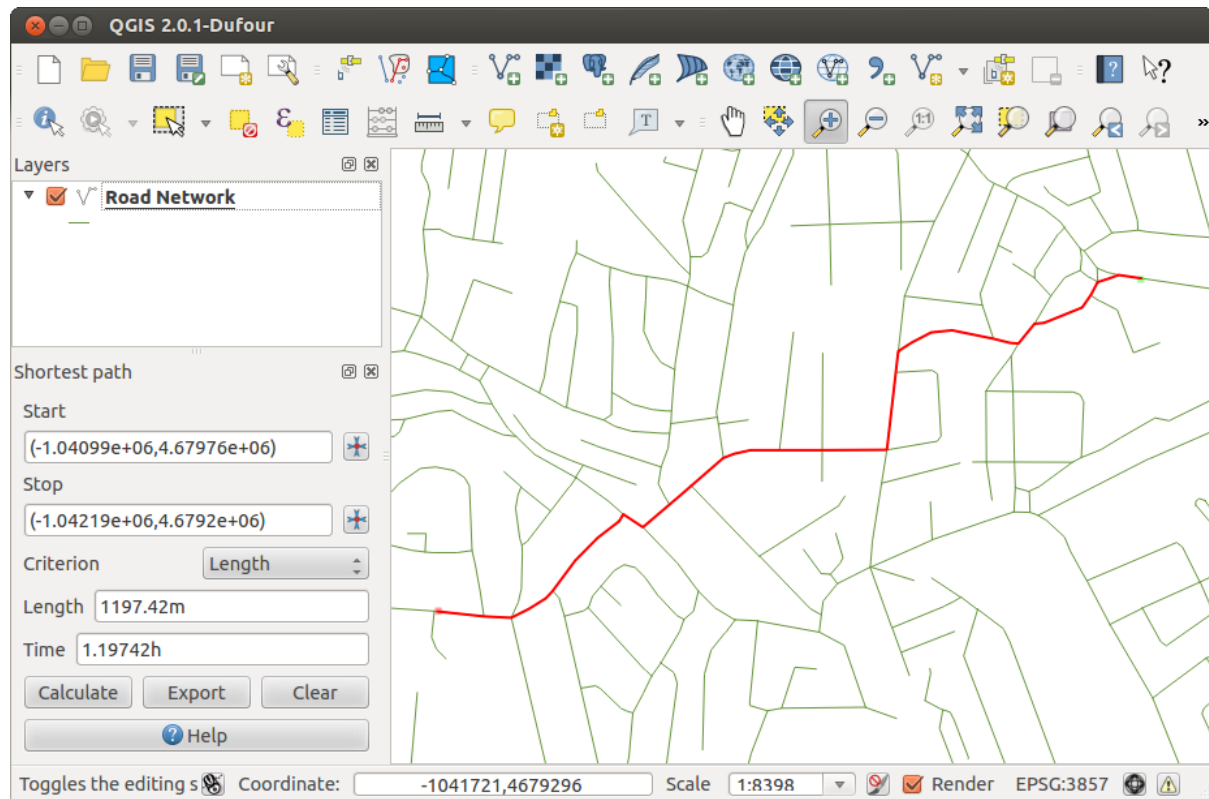 QGIS 2.0.1-Dufour
Layers
Road Network
Shortest path
Start
(-1.04099e+06,4.67976e+06)
Stop
(-1.04219e+06,4.6792e+06)
Criterion Length
Length 1197.42m
Time 1.19742h
Calculate Export Clear
Help
Toggles the editing s Coordinate: -1041721,4679296 Scale 1:8398 Render EPSG:3857